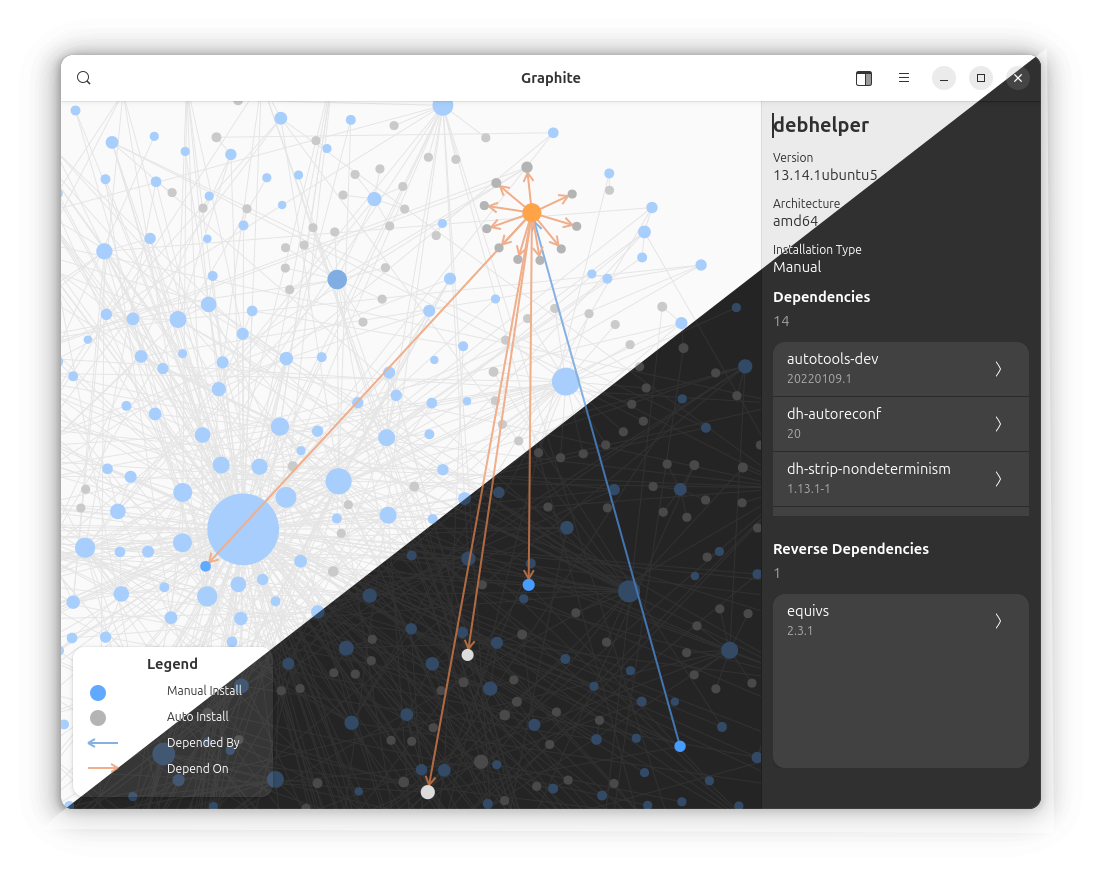 Graphite
debhelper
Version
13.14.1ubuntu5
Architecture
amd64
Installation Type
Manual
Dependencies
14
autotools-dev
20220109.1
dh-autoreconf
20
dh-strip-nondeterminism
1.13.1-1
Reverse Dependencies
1
equivs
2.3.1
Legend
Manual Install
Auto Install
Depended By
Depend On